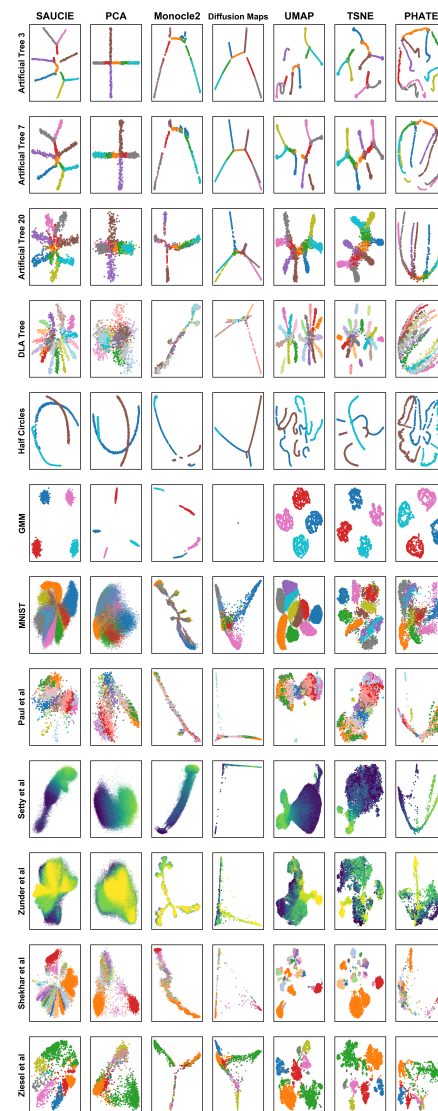 SAUCIE PCA Monocle2 Diffusion Maps UMAP TSNE PHATE
Artificial Tree 3
Artificial Tree 7
Artificial Tree 20
DLA Tree
Half Circles
GMM
MNIST
Paul et al
Setty et al
Zunder et al
Shekhar et al
Ziesel et al